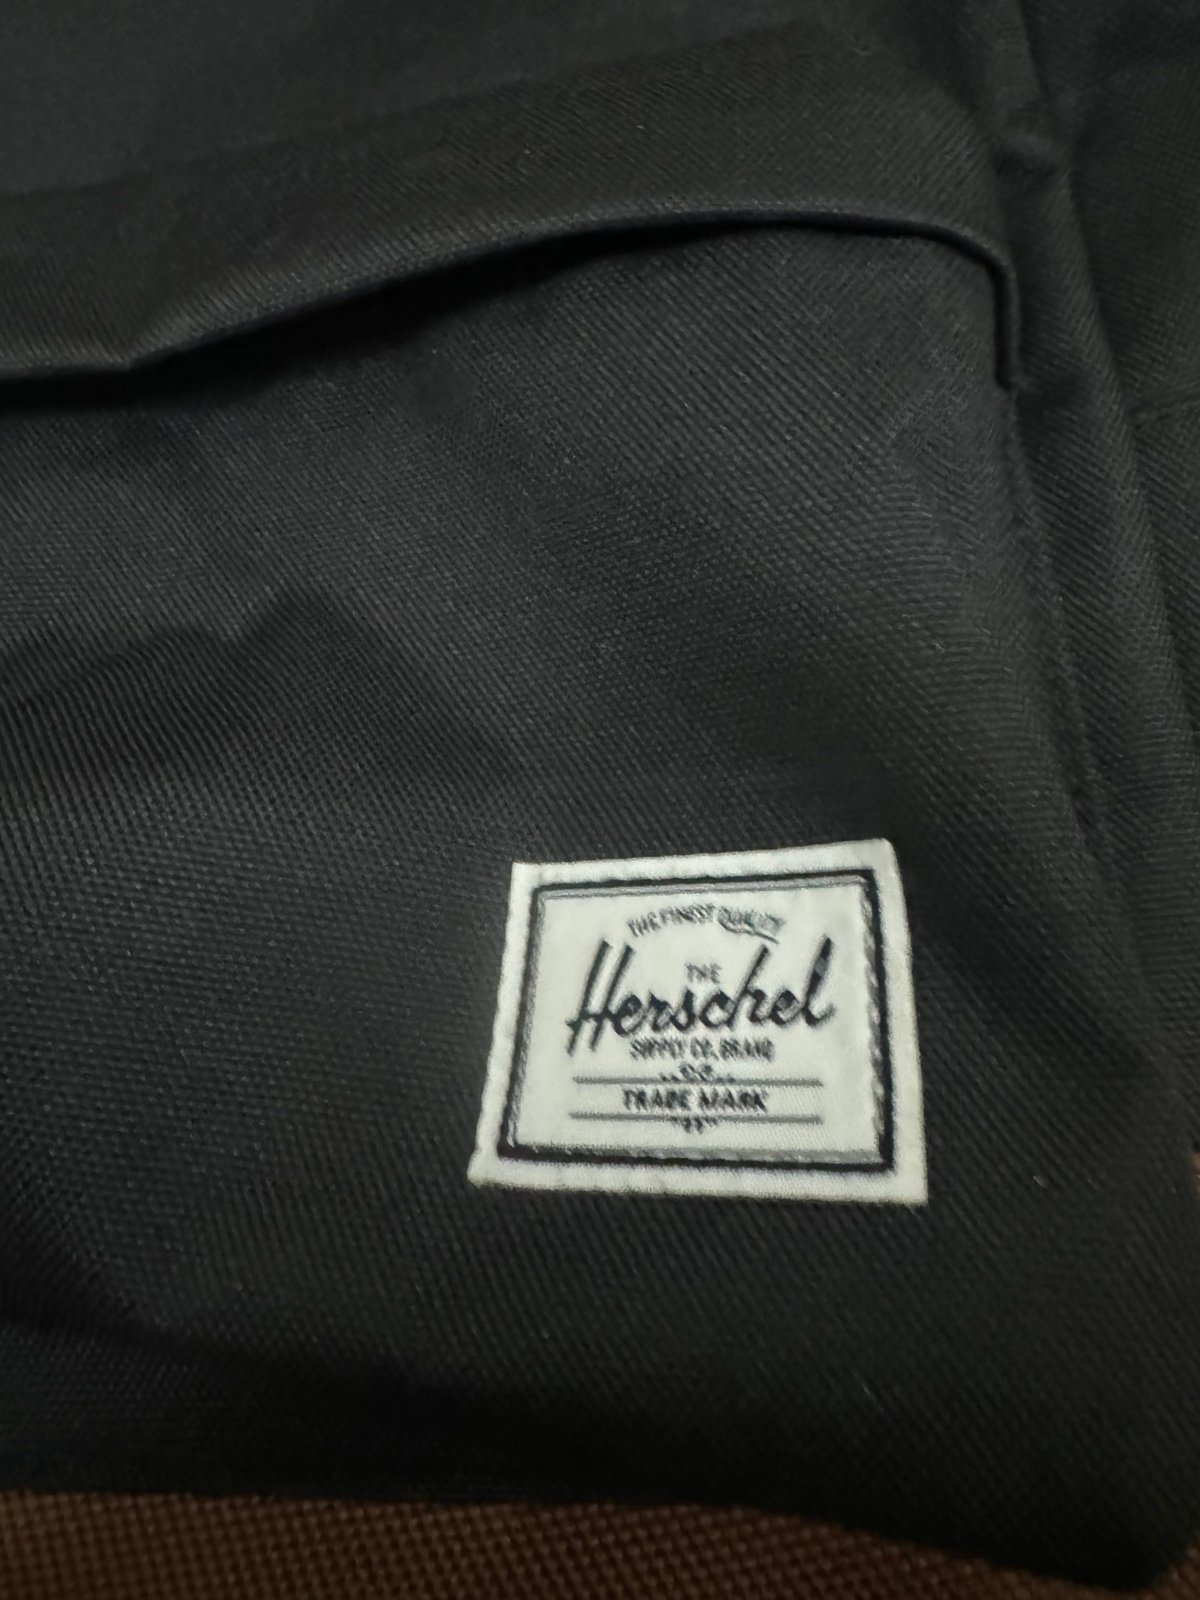 THE FINEST QUALITY
THE
Herschel
SUPPLY CO. BRAND
TRADE MARK